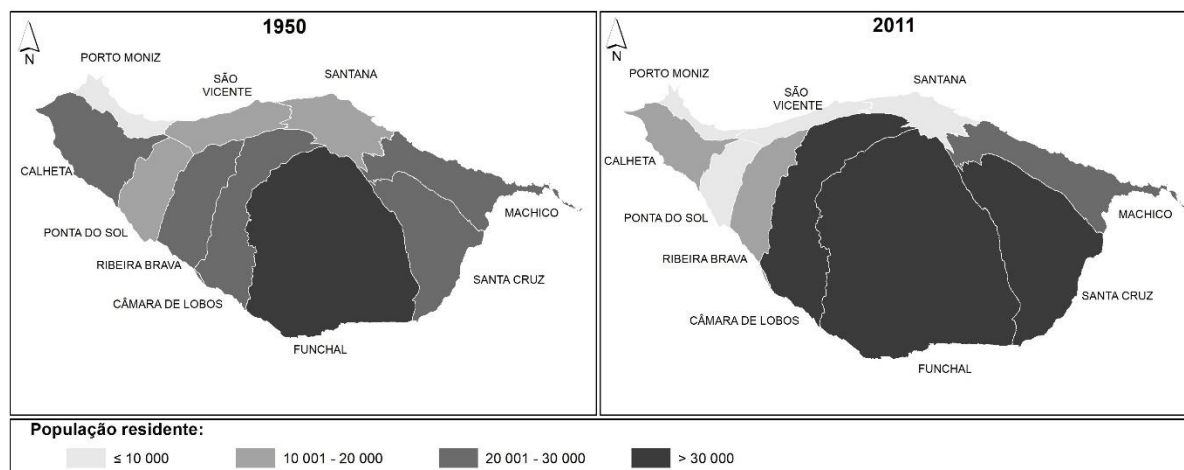 1950
N
PORTO MONIZ
SÃO
VICENTE
SANTANA
CALHETA
PONTA DO SOL
RIBEIRA BRAVA
CÂMARA DE LOBOS
FUNCHAL
SANTA CRUZ
MACHICO
2011
N
PORTO MONIZ
SÃO
VICENTE
SANTANA
CALHETA
PONTA DO SOL
RIBEIRA BRAVA
CÂMARA DE LOBOS
FUNCHAL
SANTA CRUZ
MACHICO
População residente:
≤ 10 000
10 001 - 20 000
20 001 - 30 000
> 30 000